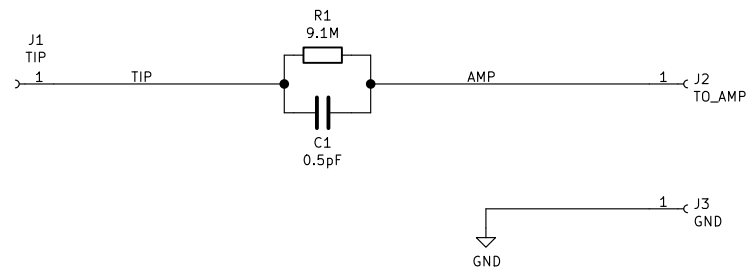 R1
9.1M
J1
TIP
1
TIP
AMP
1
J2
TO_AMP
C1
0.5pF
1
J3
GND
GND